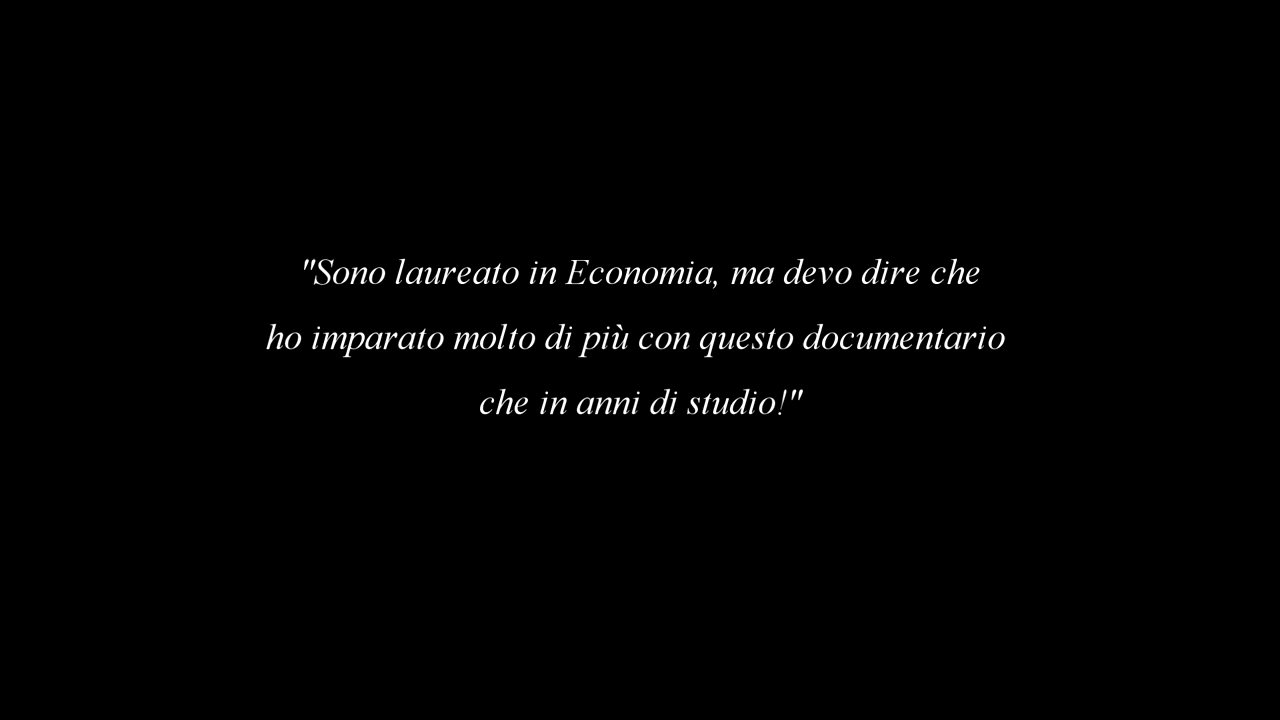 "Sono laureato in Economia, ma devo dire che
ho imparato molto di più con questo documentario
che in anni di studio!"